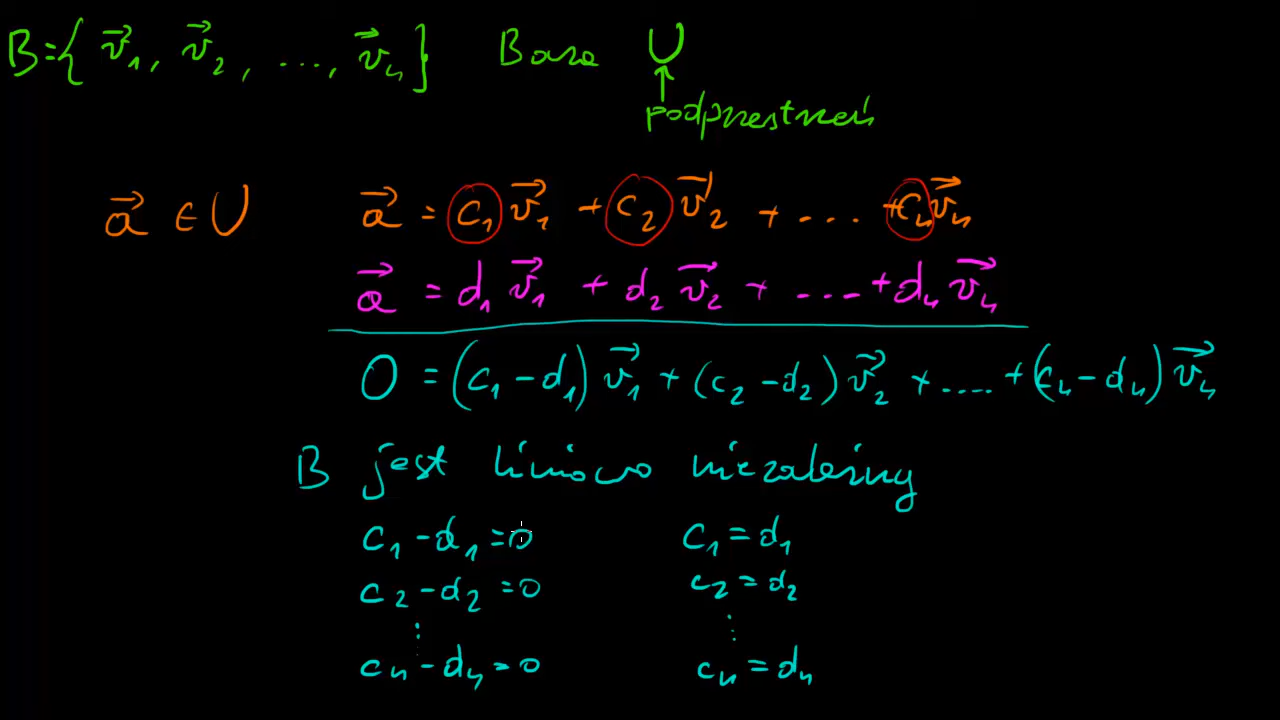 B={v⃗₁, v⃗₂, ..., v⃗ₙ} Baza U
podprzestrzeń
a⃗ ∈ U a⃗ = c₁v⃗₁ + c₂v⃗₂ + .... +cₙv⃗ₙ
a⃗ = d₁v⃗₁ + d₂v⃗₂ + .... +dₙv⃗ₙ
0 = (c₁-d₁)v⃗₁ + (c₂-d₂)v⃗₂ + .... + (cₙ-dₙ)v⃗ₙ
B jest liniowo niezależny
c₁-d₁=0 c₁=d₁
c₂-d₂=0 c₂=d₂
⋮ ⋮
cₙ-dₙ=0 cₙ=dₙ